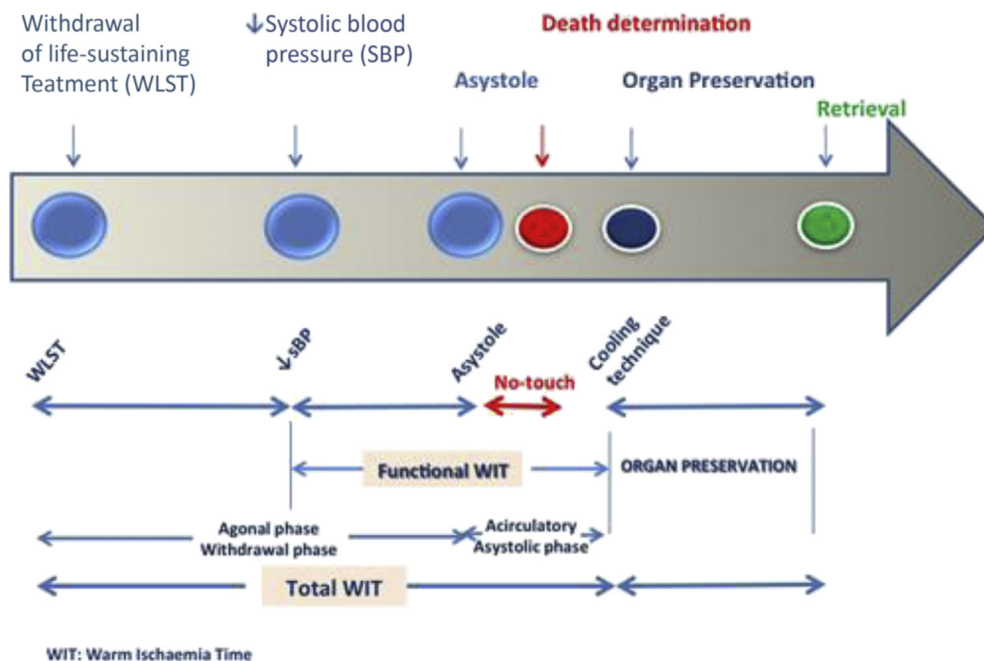 Withdrawal
of life-sustaining
Teatment (WLST)
↓Systolic blood
pressure (SBP)
Death determination
Asystole
Organ Preservation
Retrieval
WLST
↓sBP
Asystole
Cooling
technique
No-touch
Functional WIT
ORGAN PRESERVATION
Agonal phase
Withdrawal phase
Acirculatory
Asystolic phase
Total WIT
WIT: Warm Ischaemia Time